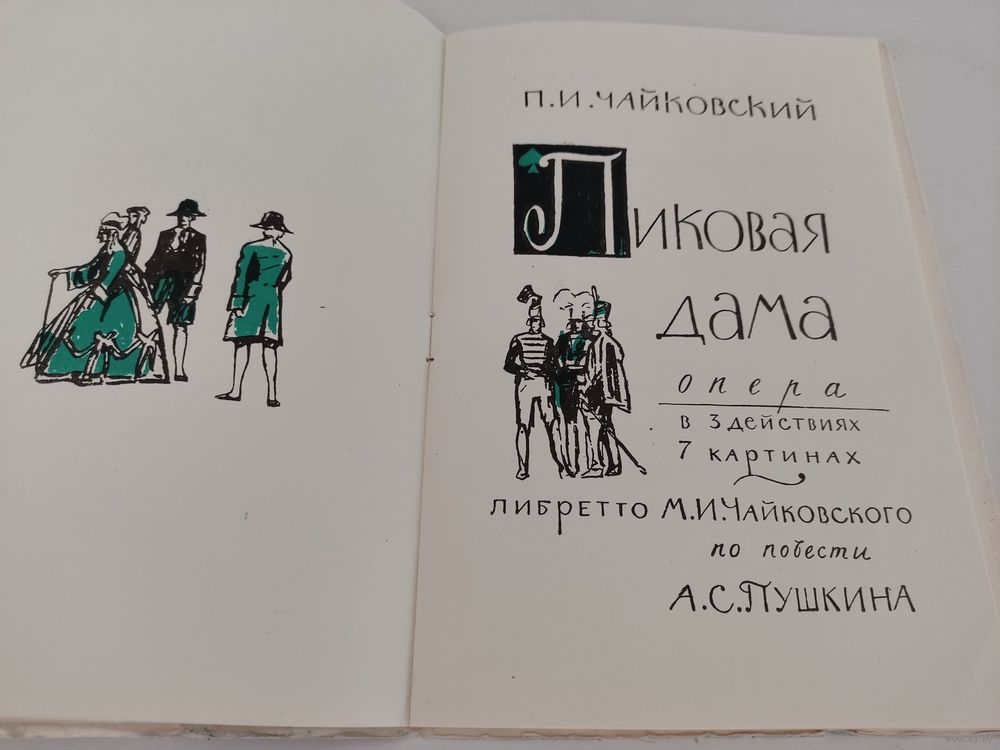 П.И.ЧАЙКОВСКИЙ
ПИКОВАЯ
ДАМА
опера
в 3 действиях
7 картинах
либретто М.И.Чайковского
по повести
А.С.ПУШКИНА